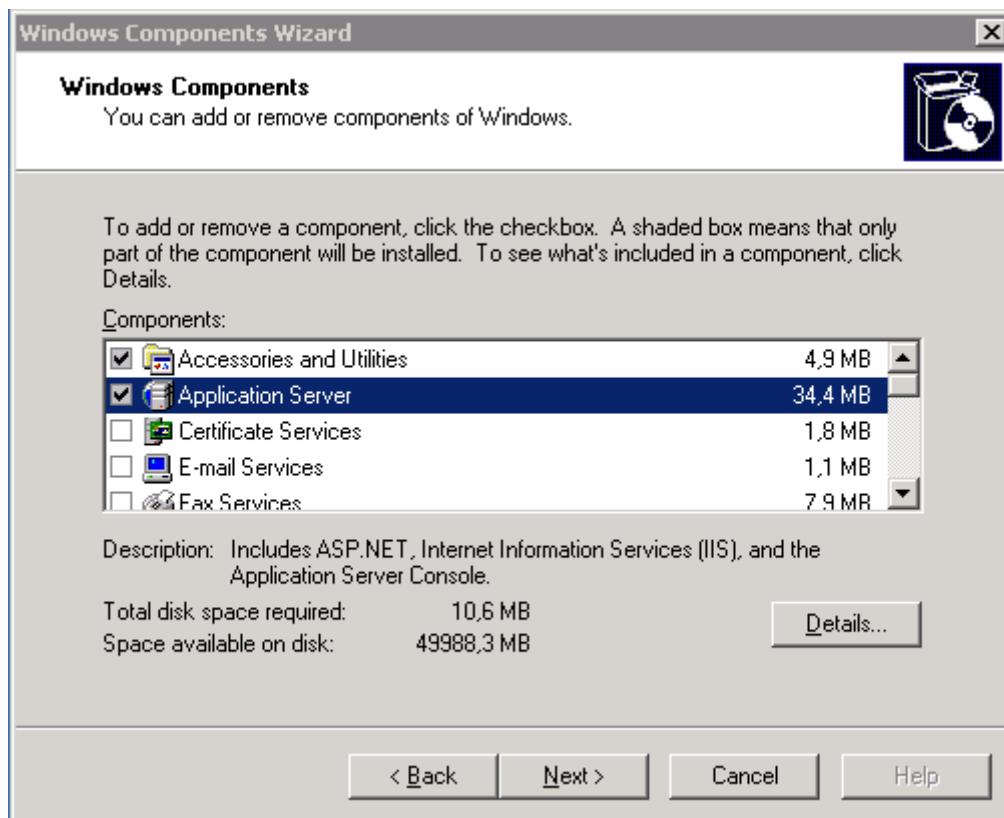 Windows Components Wizard
Windows Components
You can add or remove components of Windows.
To add or remove a component, click the checkbox. A shaded box means that only
part of the component will be installed. To see what's included in a component, click
Details.
Components:
Accessories and Utilities 4,9 MB
Application Server 34,4 MB
Certificate Services 1,8 MB
E-mail Services 1,1 MB
Fax Services 7,9 MB
Description: Includes ASP.NET, Internet Information Services (IIS), and the
Application Server Console.
Total disk space required: 10,6 MB
Space available on disk: 49988,3 MB
Details...
< Back Next > Cancel Help